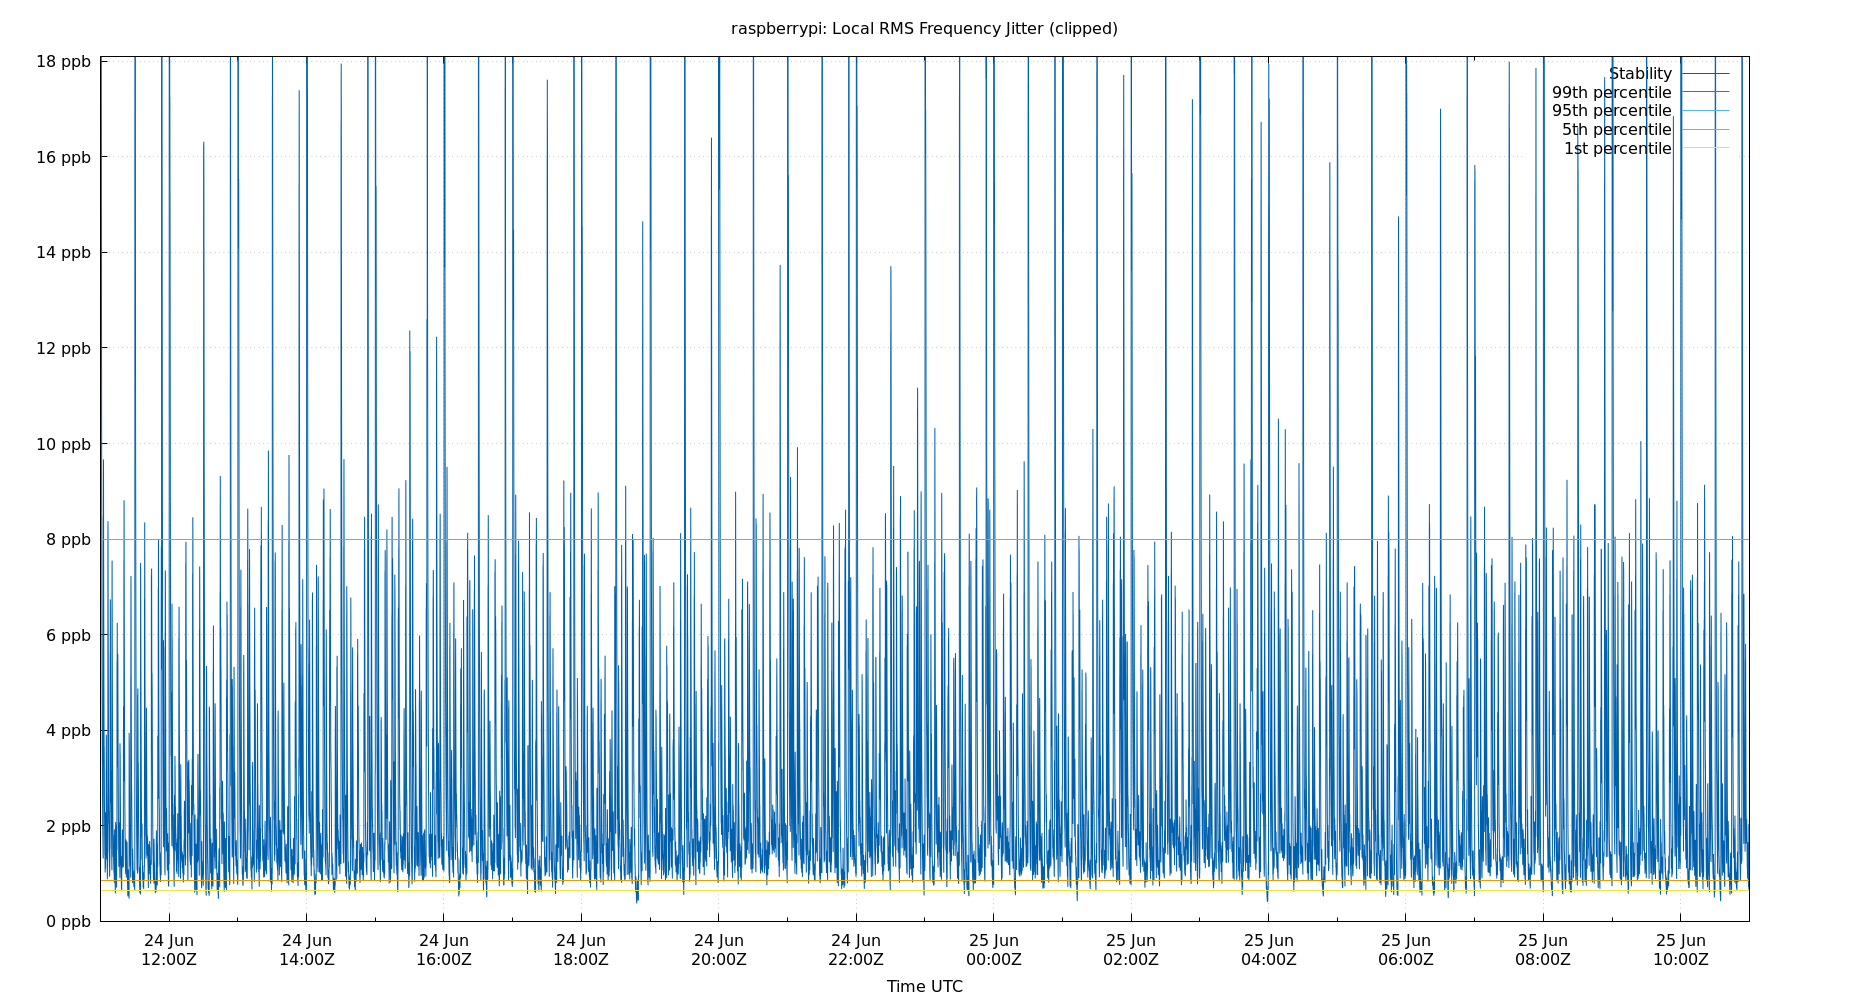 raspberrypi: Local RMS Frequency Jitter (clipped)
18 ppb
16 ppb
14 ppb
12 ppb
10 ppb
8 ppb
6 ppb
4 ppb
2 ppb
0 ppb
Stability
99th percentile
95th percentile
5th percentile
1st percentile
24 Jun 24 Jun 24 Jun 24 Jun 24 Jun 24 Jun 25 Jun 25 Jun 25 Jun 25 Jun 25 Jun 25 Jun
12:00Z 14:00Z 16:00Z 18:00Z 20:00Z 22:00Z 00:00Z 02:00Z 04:00Z 06:00Z 08:00Z 10:00Z
Time UTC